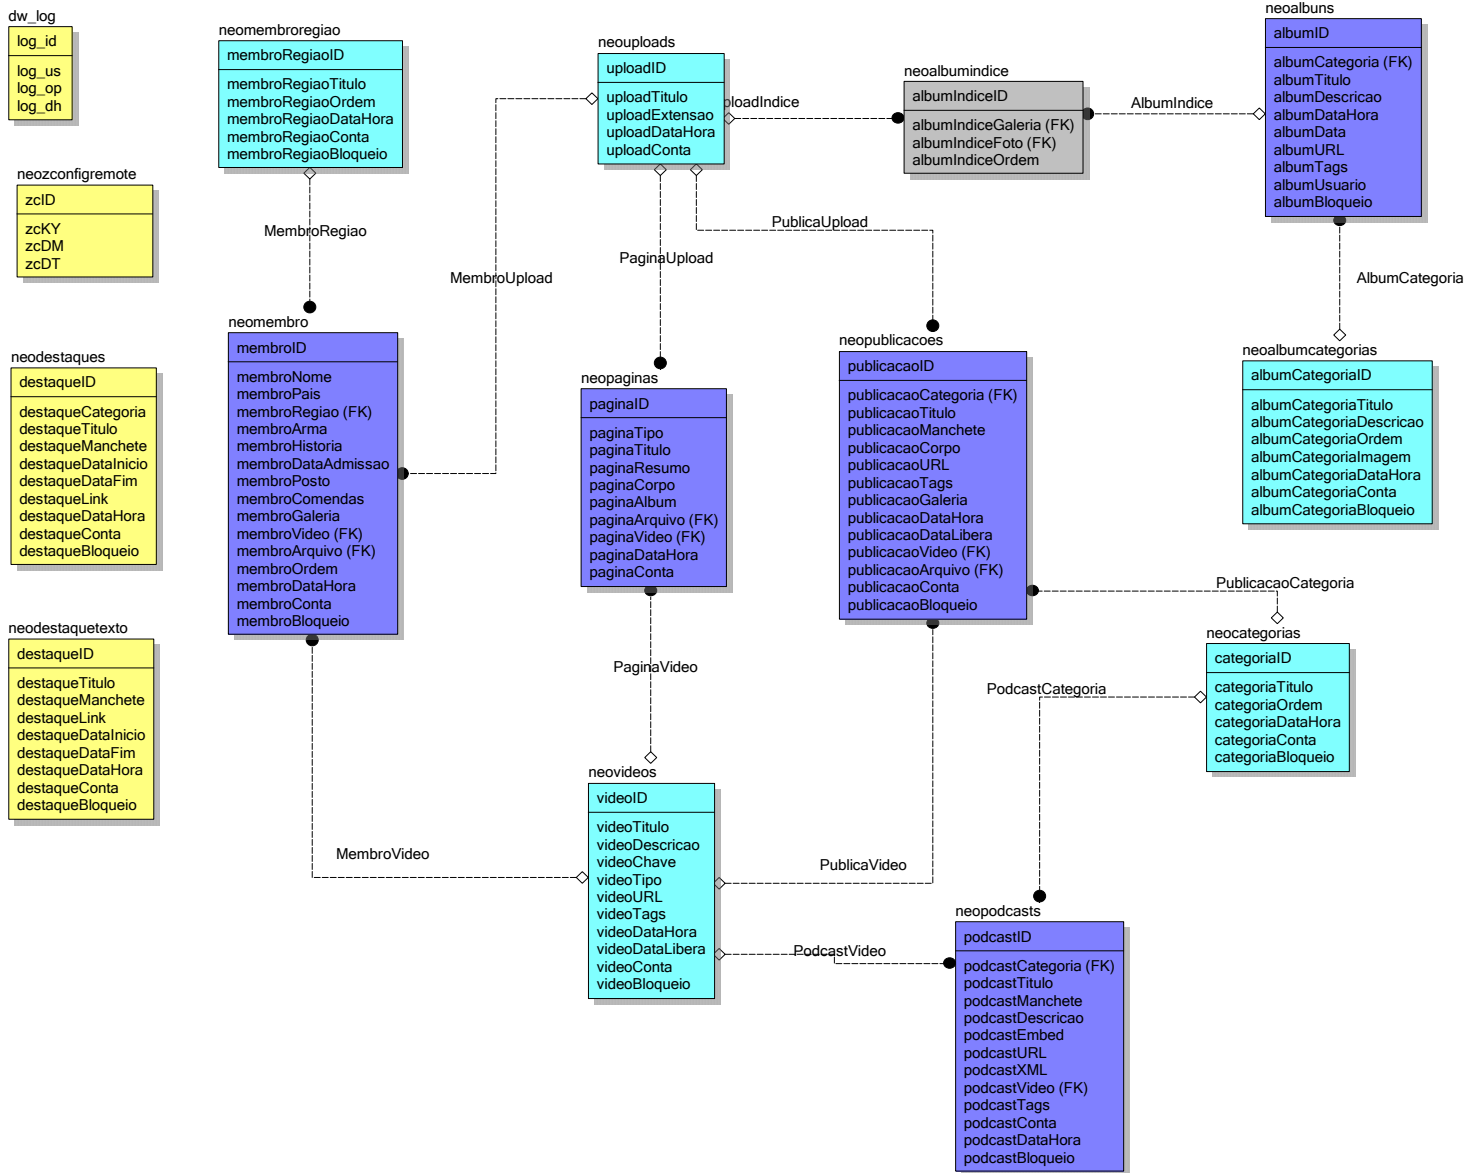 dw_log
log_id
log_us
log_op
log_dh
neozconfigremote
zcID
zcKY
zcDM
zcDT
neodestaques
destaqueID
destaqueCategoria
destaqueTitulo
destaqueManchete
destaqueDataInicio
destaqueDataFim
destaqueLink
destaqueDataHora
destaqueConta
destaqueBloqueio
neodestaquetexto
destaqueID
destaqueTitulo
destaqueManchete
destaqueLink
destaqueDataInicio
destaqueDataFim
destaqueDataHora
destaqueConta
destaqueBloqueio
neomembroregiao
membroRegiaoID
membroRegiaoTitulo
membroRegiaoOrdem
membroRegiaoDataHora
membroRegiaoConta
membroRegiaoBloqueio
MembroRegiao
neomembro
membroID
membroNome
membroPais
membroRegiao (FK)
membroArma
membroHistoria
membroDataAdmissao
membroPosto
membroComendas
membroGaleria
membroVideo (FK)
membroArquivo (FK)
membroOrdem
membroDataHora
membroConta
membroBloqueio
MembroUpload
MembroVideo
neouploads
uploadID
uploadTitulo
uploadExtensao
uploadDataHora
uploadConta
ploadIndice
PaginaUpload
PublicaUpload
neopaginas
paginaID
paginaTipo
paginaTitulo
paginaResumo
paginaCorpo
paginaAlbum
paginaArquivo (FK)
paginaVideo (FK)
paginaDataHora
paginaConta
PaginaVideo
neovideos
videoID
videoTitulo
videoDescricao
videoChave
videoTipo
videoURL
videoTags
videoDataHora
videoDataLibera
videoConta
videoBloqueio
PublicaVideo
PodcastVideo
neoalbumindice
albumIndiceID
albumIndiceGaleria (FK)
albumIndiceFoto (FK)
albumIndiceOrdem
AlbumIndice
neopublicacoes
publicacaoID
publicacaoCategoria (FK)
publicacaoTitulo
publicacaoManchete
publicacaoCorpo
publicacaoURL
publicacaoTags
publicacaoGaleria
publicacaoDataHora
publicacaoDataLibera
publicacaoVideo (FK)
publicacaoArquivo (FK)
publicacaoConta
publicacaoBloqueio
neoalbuns
albumID
albumCategoria (FK)
albumTitulo
albumDescricao
albumDataHora
albumData
albumURL
albumTags
albumUsuario
albumBloqueio
AlbumCategoria
neoalbumcategorias
albumCategoriaID
albumCategoriaTitulo
albumCategoriaDescricao
albumCategoriaOrdem
albumCategoriaImagem
albumCategoriaDataHora
albumCategoriaConta
albumCategoriaBloqueio
PublicacaoCategoria
neocategorias
categoriaID
categoriaTitulo
categoriaOrdem
categoriaDataHora
categoriaConta
categoriaBloqueio
PodcastCategoria
neopodcasts
podcastID
podcastCategoria (FK)
podcastTitulo
podcastManchete
podcastDescricao
podcastEmbed
podcastURL
podcastXML
podcastVideo (FK)
podcastTags
podcastConta
podcastDataHora
podcastBloqueio